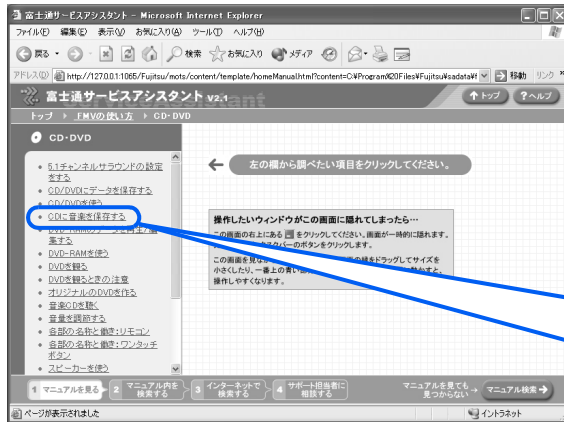 富士通サービスアシスタント - Microsoft Internet Explorer
ファイル(F) 編集(E) 表示(V) お気に入り(A) ツール(T) ヘルプ(H)
戻る 検索 お気に入り メディア
アドレス(D) http://127.0.0.1:1065/Fujitsu/mots/content/template/homeManual.html?content=C:¥Program%20Files¥Fujitsu¥sadata¥s 移動 リンク »
富士通サービスアシスタント V2.1 トップ ?ヘルプ
トップ > FMVの使い方 > CD・DVD
CD・DVD
5.1チャンネルサラウンドの設定
をする
CD/DVDにデータを保存する
CD/DVDを使う
CDに音楽を保存する
DVD-RAMのデータを再生/編
集する
DVD-RAMを使う
DVDを観る
DVDを観るときの注意
オリジナルのDVDを作る
音楽CDを聴く
音量を調節する
各部の名称と働き:リモコン
各部の名称と働き:ワンタッチ
ボタン
スピーカーを使う
左の欄から調べたい項目をクリックしてください。
操作したいウィンドウがこの画面に隠れてしまったら…
この画面の右上にある をクリックしてください。画面が一時的に隠れます。
スクバーのボタンをクリックします。
この画面を見な の縁をドラッグしてサイズを
小さくしたり、一番上の青い 動かすと、
操作しやすくなります。
1 マニュアルを見る 2 マニュアル内を検索する 3 インターネットで検索する 4 サポート担当者に相談する マニュアルを見ても見つからない マニュアル検索
ページが表示されました イントラネット